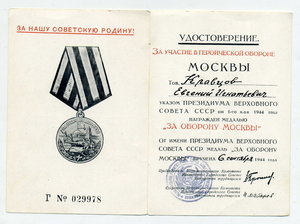 ЗА НАШУ СОВЕТСКУЮ РОДИНУ!
Г № 029978
УДОСТОВЕРЕНИЕ.
ЗА УЧАСТИЕ В ГЕРОИЧЕСКОЙ ОБОРОНЕ
МОСКВЫ
Тов. Кравцов
Евгений Игнатьевич
УКАЗОМ ПРЕЗИДИУМА ВЕРХОВНОГО
СОВЕТА СССР от 1-го мая 1944 года
НАГРАЖДЕН МЕДАЛЬЮ
„ЗА ОБОРОНУ МОСКВЫ"
От имени ПРЕЗИДИУМА ВЕРХОВНОГО
СОВЕТА СССР МЕДАЛЬ „ЗА ОБОРОНУ
МОСКВЫ" ВРУЧЕНА 6 сентября 1944 года